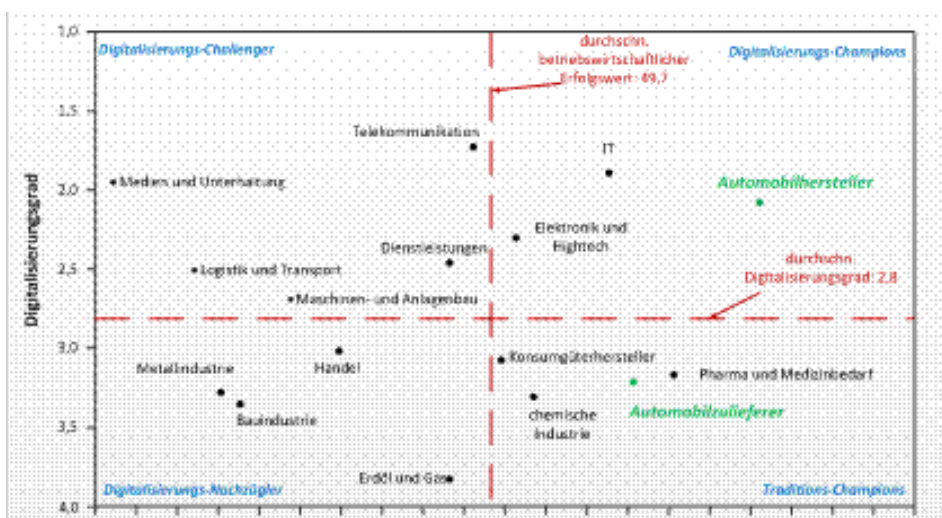 1,0
Digitalisierungs-Challenger
durchschn.
betriebswirtschaftlicher
Erfolgswert: 49,7
Digitalisierungs-Champions
1,5
Telekommunikation
IT
2,0
Medien und Unterhaltung
Automobilhersteller
Digitalisierungsgrad
Elektronik und
Hightech
Dienstleistungen
2,5
Logistik und Transport
durchschn.
Digitalisierungsgrad: 2,8
Maschinen- und Anlagenbau
3,0
Metallindustrie
Handel
Konsumgüterhersteller
Pharma und Medizinbedarf
3,5
Bauindustrie
chemische
Industrie
Automobilzulieferer
Erdöl und Gas
Digitalisierungs-Nachzügler
Traditions-Champions
4,0